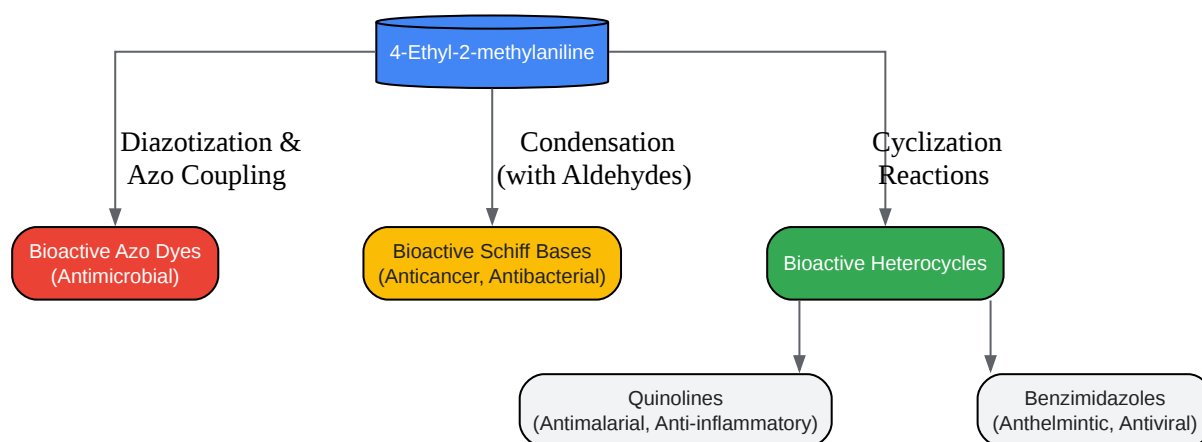 4-Ethyl-2-methylaniline
Diazotization &
Azo Coupling
Condensation
(with Aldehydes)
Cyclization
Reactions
Bioactive Azo Dyes
(Antimicrobial)
Bioactive Schiff Bases
(Anticancer, Antibacterial)
Bioactive Heterocycles
Quinolines
(Antimalarial, Anti-inflammatory)
Benzimidazoles
(Anthelmintic, Antiviral)